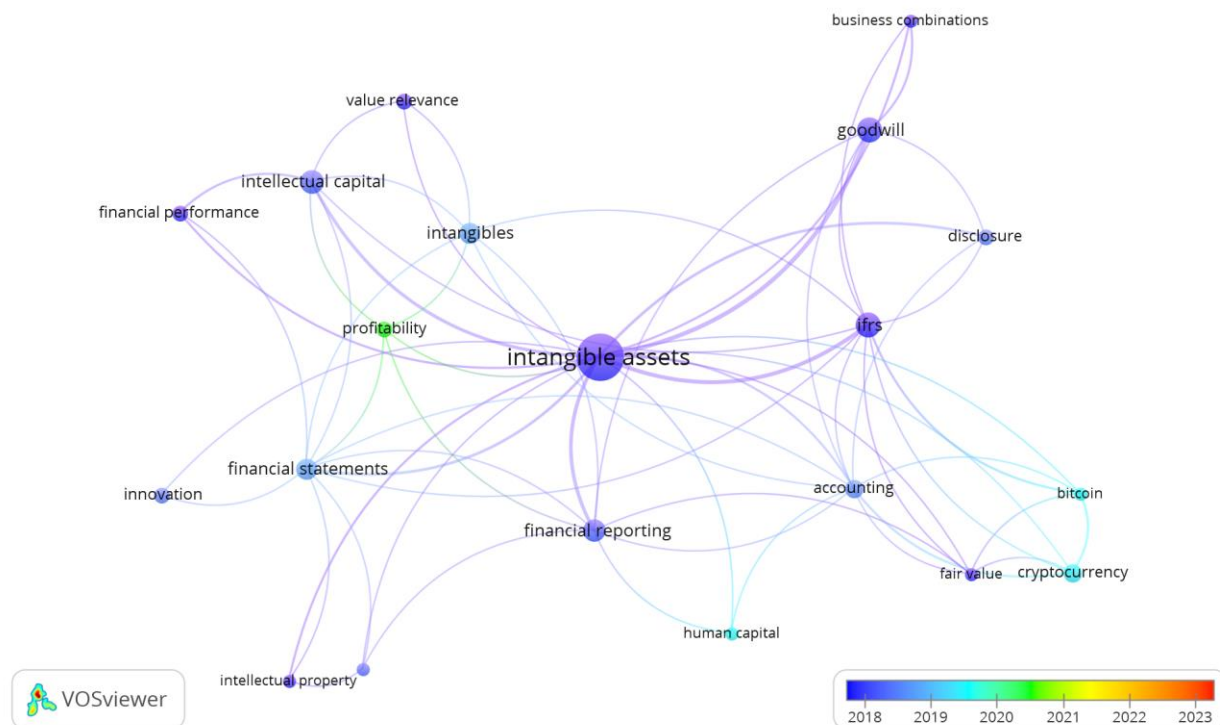 business combinations
value relevance
goodwill
intellectual capital
financial performance
intangibles
disclosure
profitability
ifrs
intangible assets
financial statements
innovation
accounting
bitcoin
financial reporting
fair value
cryptocurrency
human capital
intellectual property
VOSviewer
2018 2019 2020 2021 2022 2023